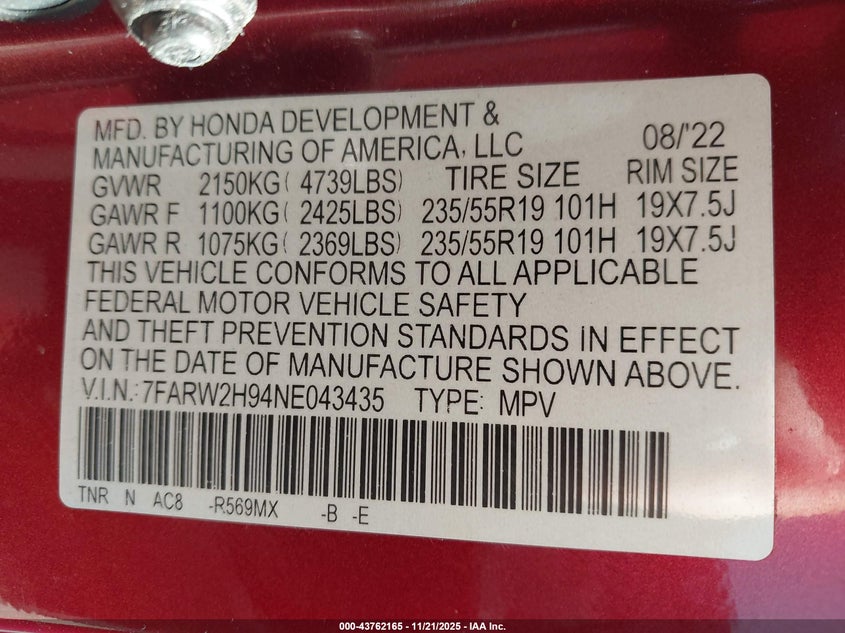 MFD. BY HONDA DEVELOPMENT &
MANUFACTURING OF AMERICA, LLC 08/'22
GVWR 2150KG( 4739LBS) TIRE SIZE RIM SIZE
GAWR F 1100KG( 2425LBS) 235/55R19 101H 19X7.5J
GAWR R 1075KG( 2369LBS) 235/55R19 101H 19X7.5J
THIS VEHICLE CONFORMS TO ALL APPLICABLE
FEDERAL MOTOR VEHICLE SAFETY
AND THEFT PREVENTION STANDARDS IN EFFECT
ON THE DATE OF MANUFACTURE SHOWN ABOVE.
V.I.N.: 7FARW2H94NE043435 TYPE: MPV
TNR N AC8 -R569MX -B -E
000-43762165 - 11/21/2025 - IAA Inc.